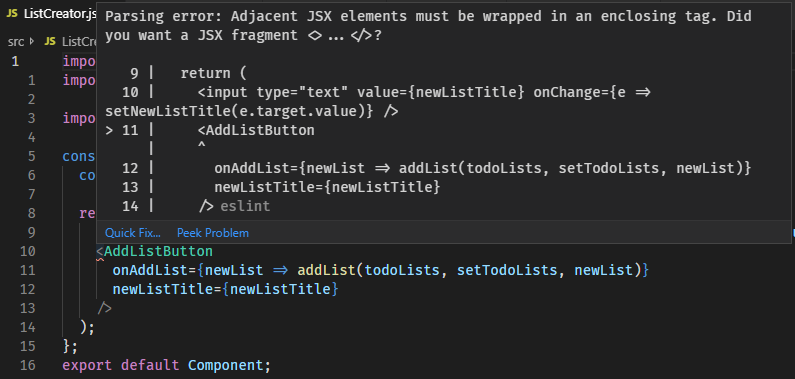 JS ListCreator.js
src > JS ListCre
Parsing error: Adjacent JSX elements must be wrapped in an enclosing tag. Did
you want a JSX fragment <>...</>?
9 | return (
10 | <input type="text" value={newListTitle} onChange={e =>
setNewListTitle(e.target.value)} />
> 11 | <AddListButton
| ^
12 | onAddList={newList => addList(todoLists, setTodoLists, newList)}
13 | newListTitle={newListTitle}
14 | /> eslint
Quick Fix... Peek Problem
1 impo
1 impo
2
3 impo
4
5 cons
6 co
7
8 re
9
10 <AddListButton
11 onAddList={newList => addList(todoLists, setTodoLists, newList)}
12 newListTitle={newListTitle}
13 />
14 );
15 };
16 export default Component;